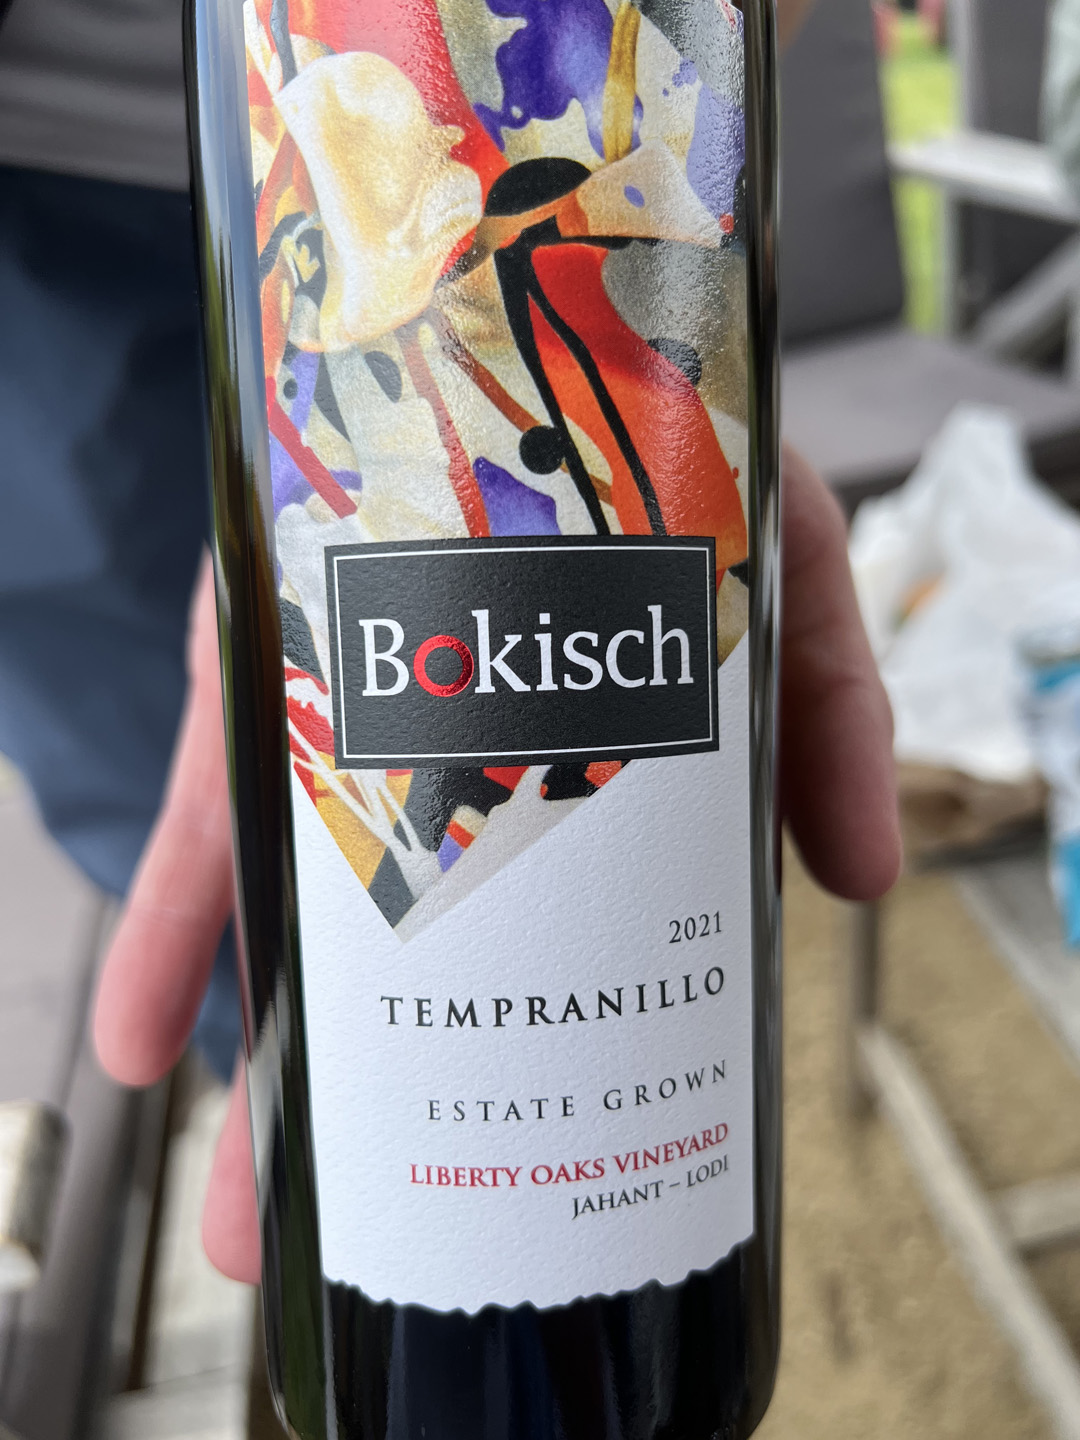 Bokisch
2021
TEMPRANILLO
ESTATE GROWN
LIBERTY OAKS VINEYARD
JAHANT – LODI